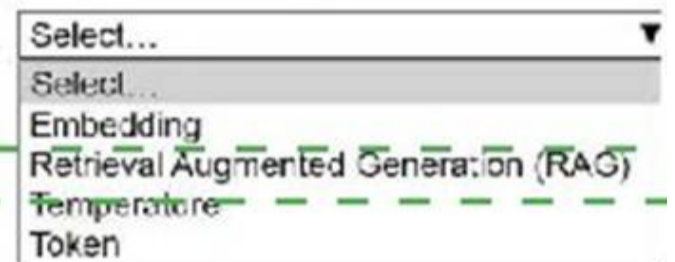 Select...
Select...
Embedding
Retrieval Augmented Generation (RAG)
Temperature
Token